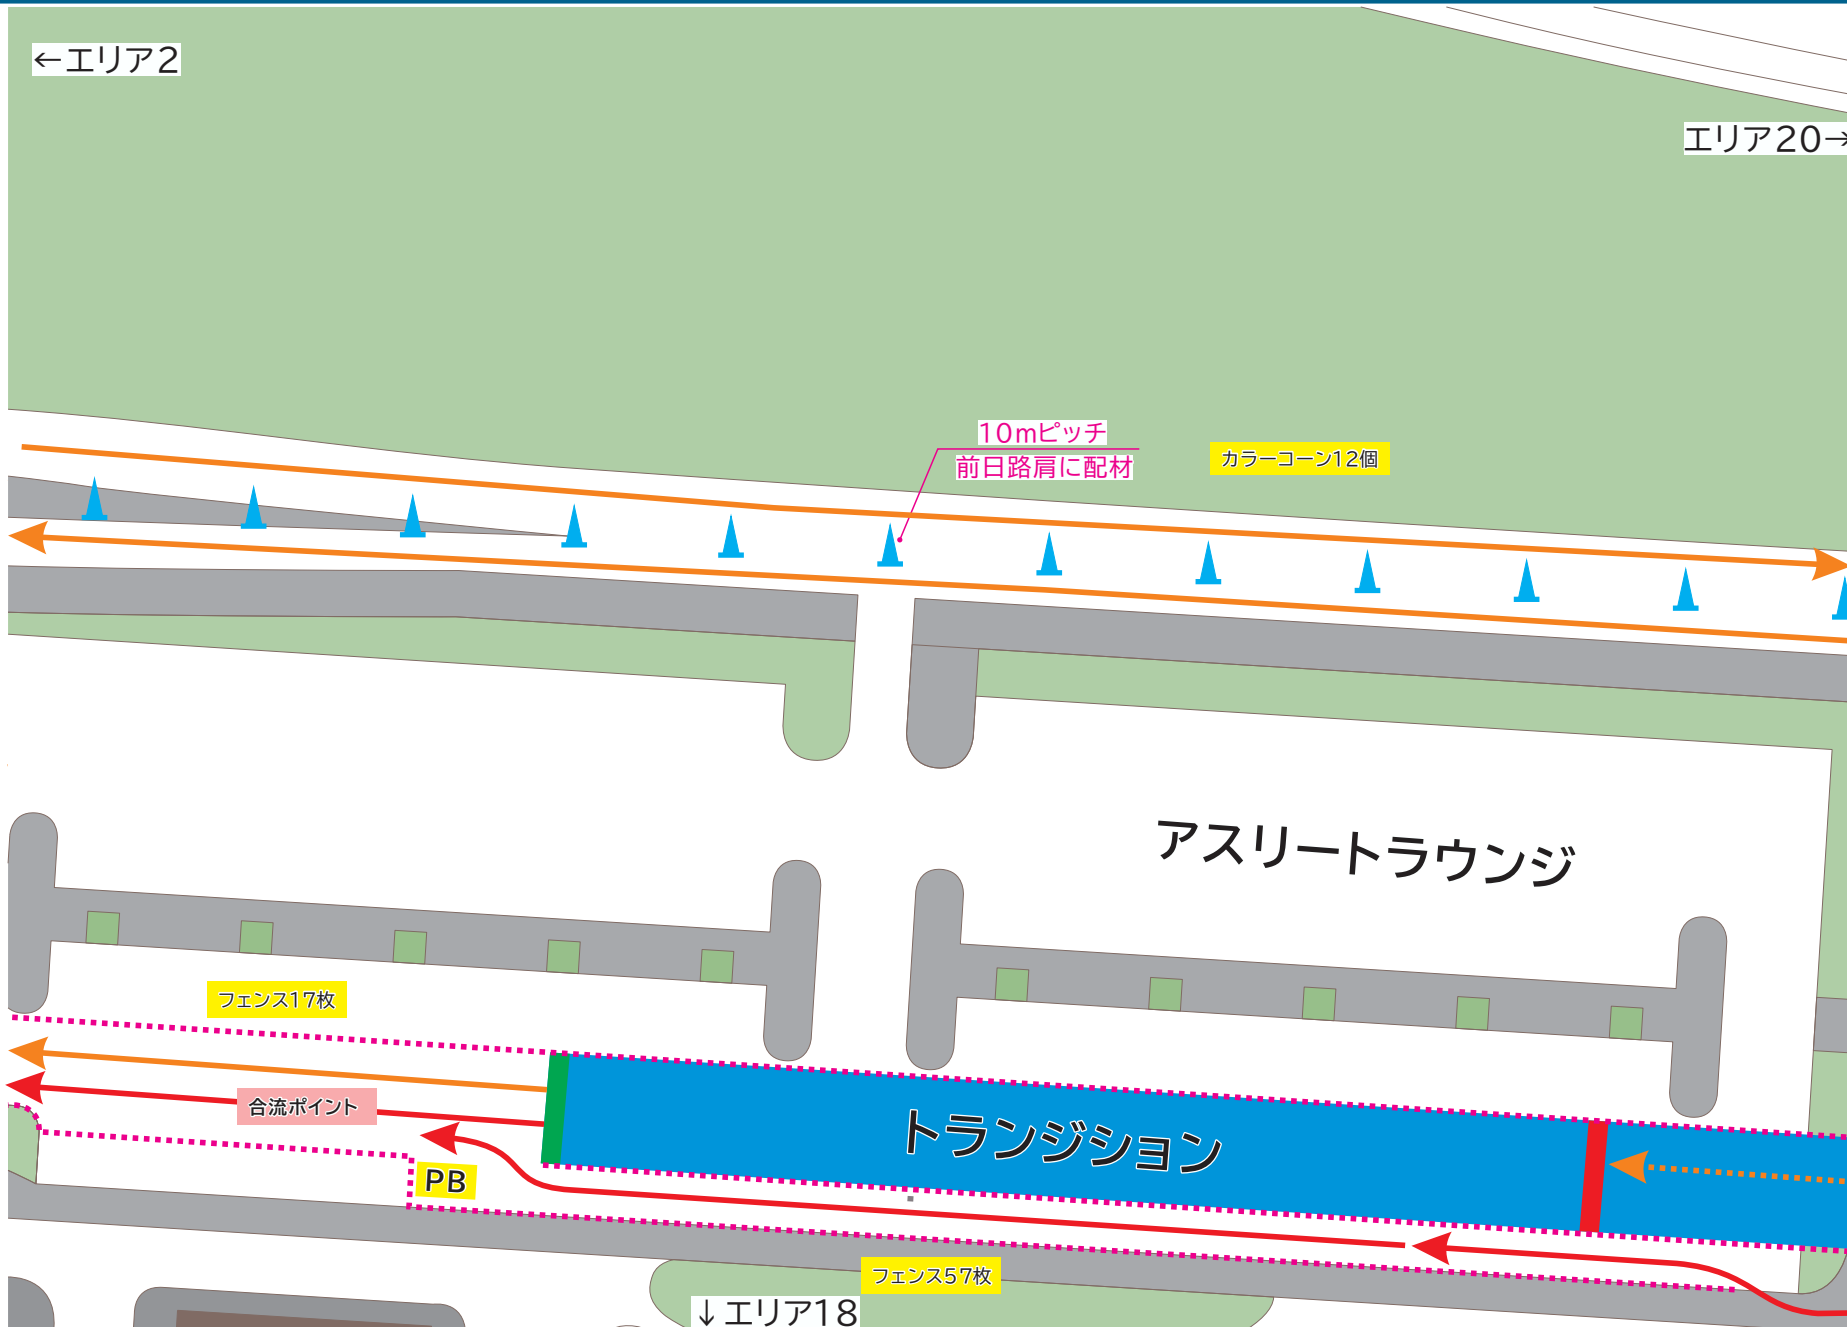 ←エリア2
エリア20→
10mピッチ
前日路肩に配材
カラーコーン12個
アスリートラウンジ
フェンス17枚
合流ポイント
トランジション
PB
フェンス57枚
↓エリア18